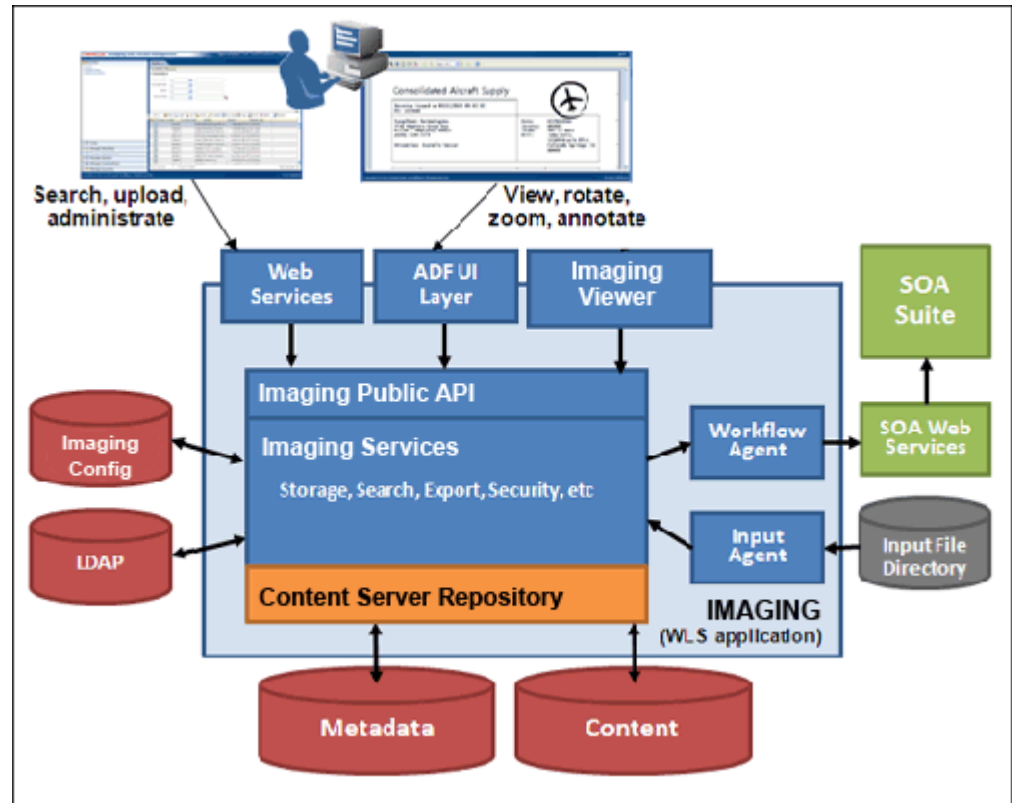 Consolidated Aicraft Supply
Search, upload,
administrate
View, rotate,
zoom, annotate
Web
Services
ADF UI
Layer
Imaging
Viewer
SOA
Suite
Imaging Public API
Imaging Services
Storage, Search, Export, Security, etc
Workflow
Agent
SOA Web
Services
Imaging
Config
LDAP
Input
Agent
Input File
Directory
Content Server Repository
IMAGING
(WLS application)
Metadata
Content